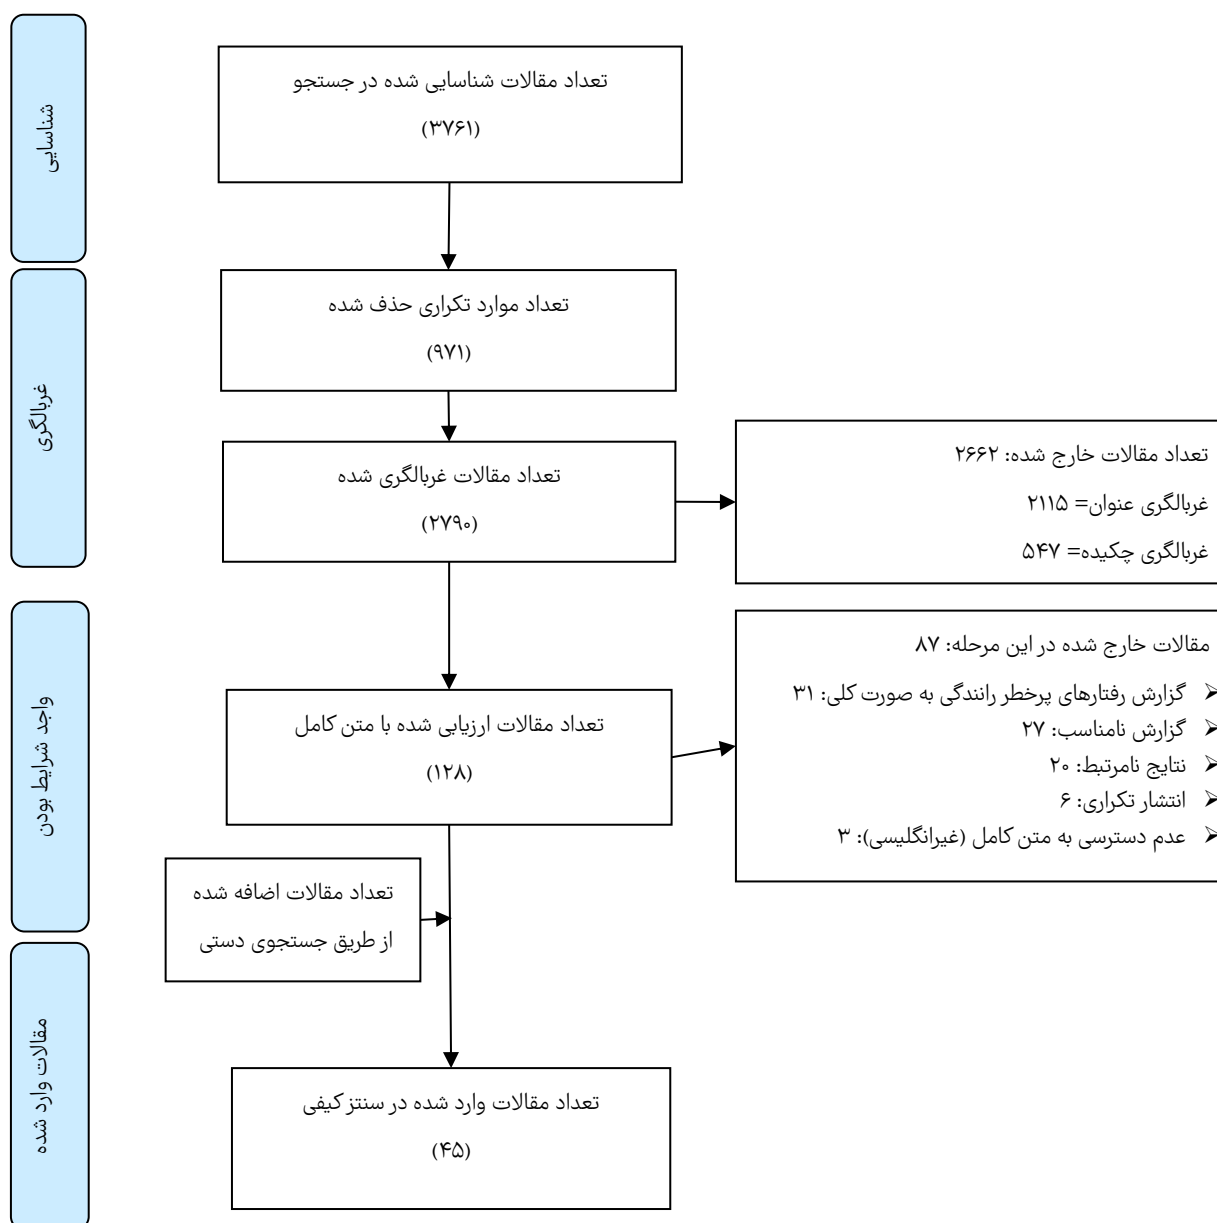 شناسایی
تعداد مقالات شناسایی شده در جستجو
(۳۷۶۱)
غربالگری
تعداد موارد تکراری حذف شده
(۹۷۱)
تعداد مقالات غربالگری شده
(۲۷۹۰)
تعداد مقالات خارج شده: ۲۶۶۲
غربالگری عنوان= ۲۱۱۵
غربالگری چکیده= ۵۴۷
واجد شرایط بودن
تعداد مقالات ارزیابی شده با متن کامل
(۱۲۸)
مقالات خارج شده در این مرحله: ۸۷
گزارش رفتارهای پرخطر رانندگی به صورت کلی: ۳۱
گزارش نامناسب: ۲۷
نتایج نامرتبط: ۲۰
انتشار تکراری: ۶
عدم دسترسی به متن کامل (غیرانگلیسی): ۳
تعداد مقالات اضافه شده
از طریق جستجوی دستی
مقالات وارد شده
تعداد مقالات وارد شده در سنتز کیفی
(۴۵)